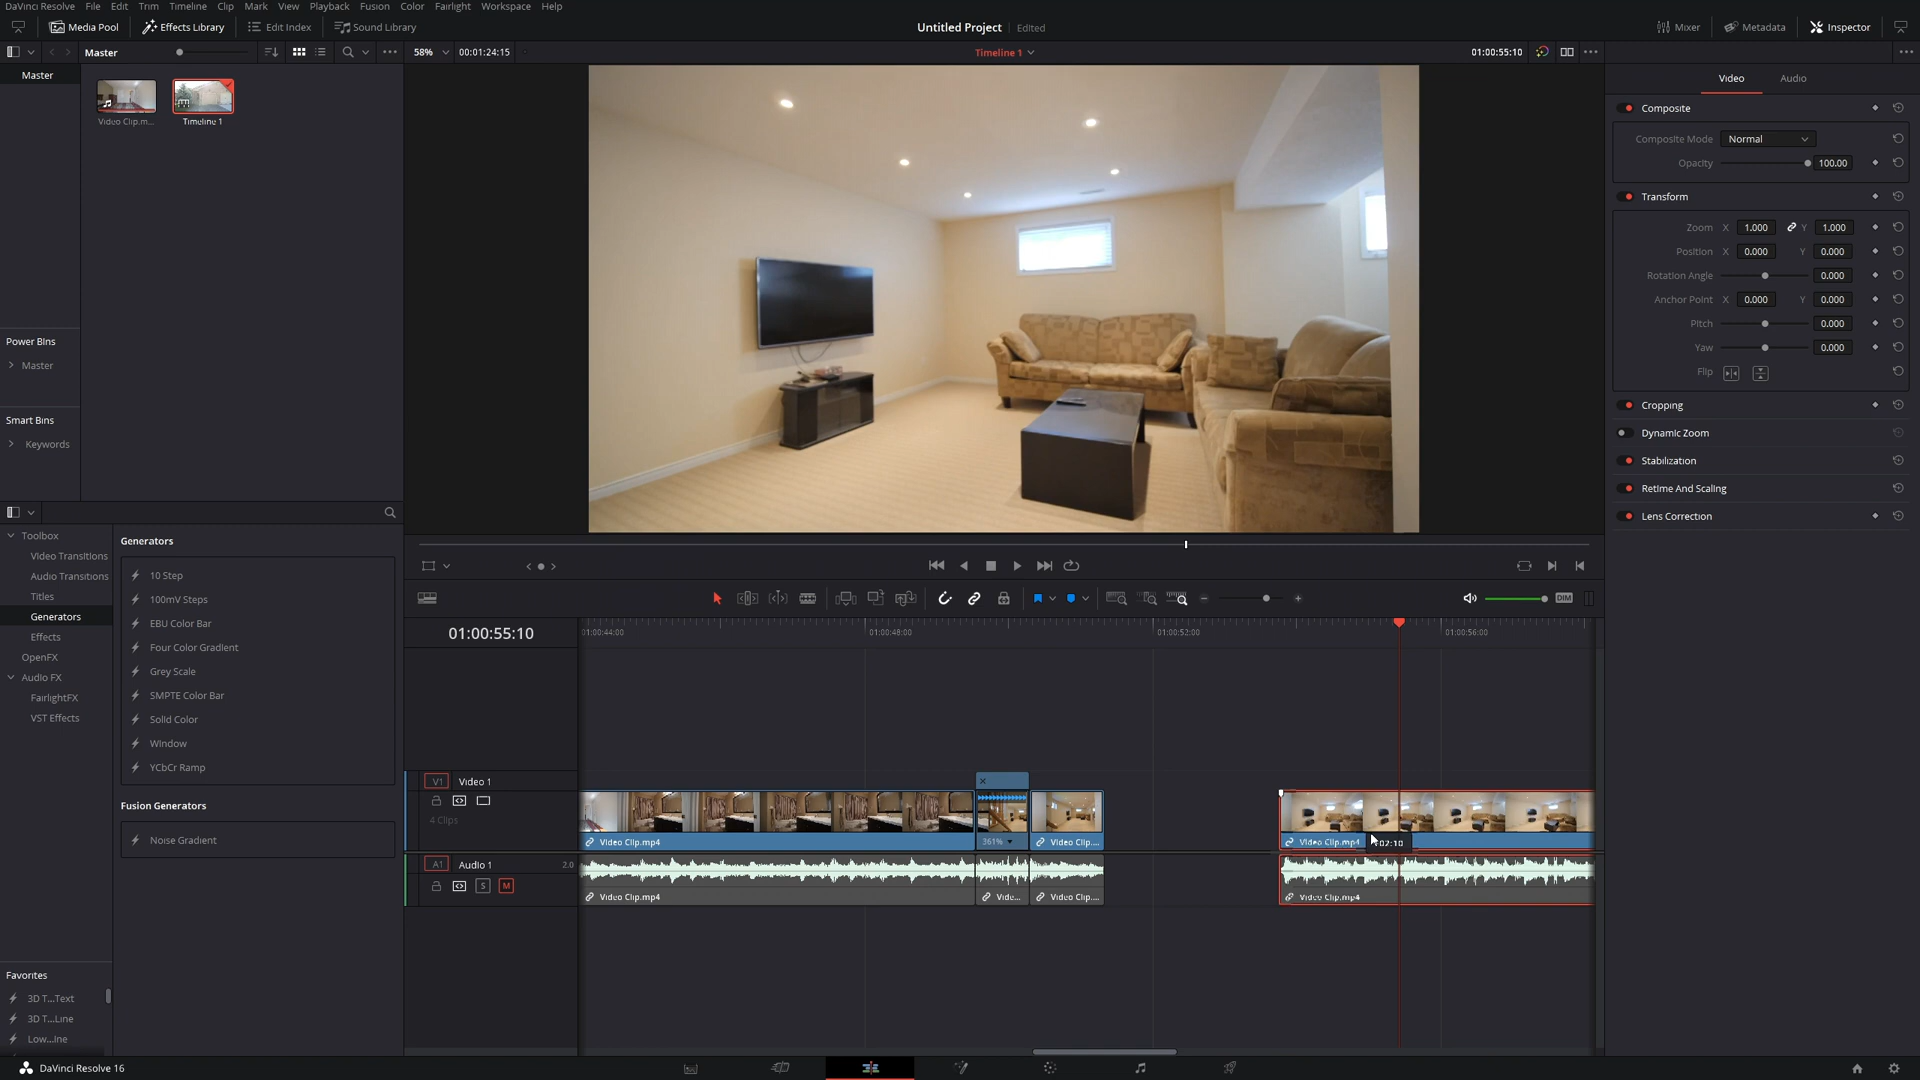 DaVinci Resolve File Edit Trim Timeline Clip Mark View Playback Fusion Color Fairlight Workspace Help
Media Pool Effects Library Edit Index Sound Library Untitled Project Edited Mixer Metadata Inspector
Master 58% 00:01:24:15 Timeline 1 01:00:55:10
Video Audio
Master
Video Clip.m... Timeline 1
Composite
Composite Mode Normal
Opacity 100.00
Transform
Zoom X 1.000 Y 1.000
Position X 0.000 Y 0.000
Rotation Angle 0.000
Anchor Point X 0.000 Y 0.000
Pitch 0.000
Yaw 0.000
Flip
Cropping
Dynamic Zoom
Stabilization
Retime And Scaling
Lens Correction
Power Bins
Master
Smart Bins
Keywords
Toolbox
Video Transitions
Audio Transitions
Titles
Generators
Effects
OpenFX
Audio FX
FairlightFX
VST Effects
Generators
10 Step
100mV Steps
EBU Color Bar
Four Color Gradient
Grey Scale
SMPTE Color Bar
Solid Color
Window
YCbCr Ramp
Fusion Generators
Noise Gradient
Favorites
3D T...Text
3D T...Line
Low...ine
DIM
01:00:55:10 01:00:44:00 01:00:48:00 01:00:52:00 01:00:56:00
V1 Video 1
4 Clips
Video Clip.mp4 361% Video Clip.... Video Clip.mp4 02:10
A1 Audio 1 2.0
S M
Video Clip.mp4 Vide... Video Clip.... Video Clip.mp4
DaVinci Resolve 16